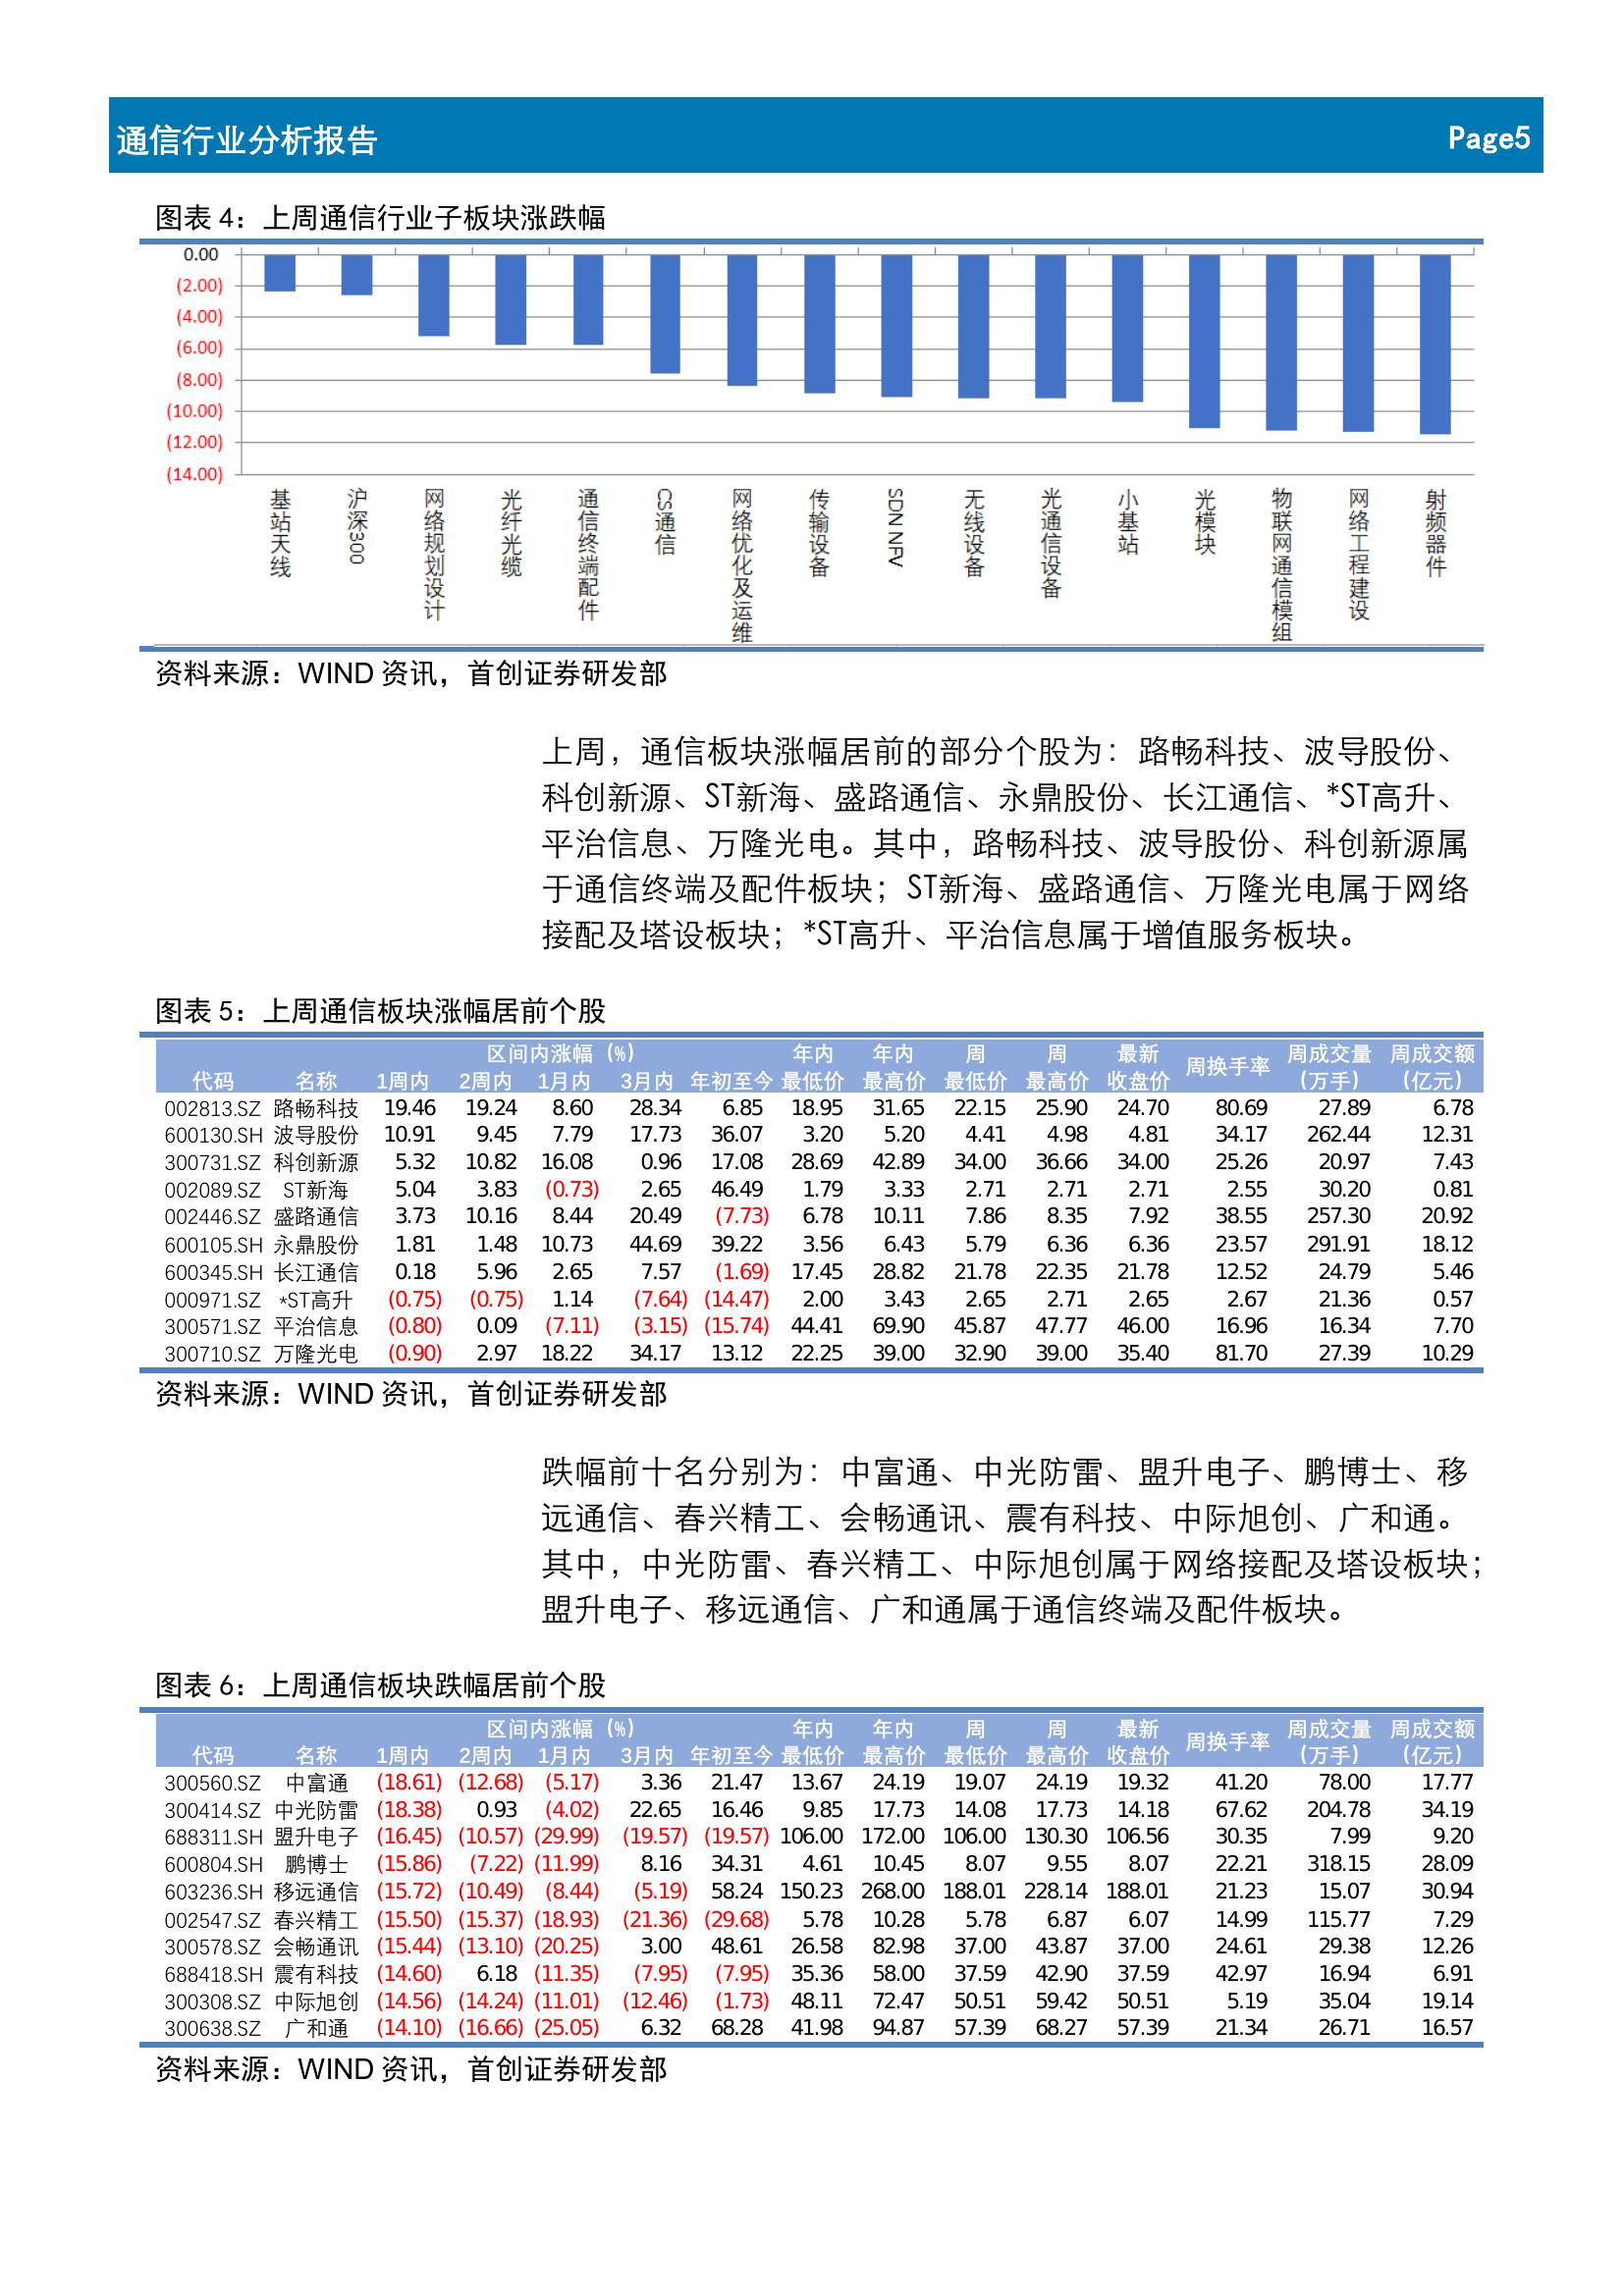 通信行业分析报告 Page5
图表 4：上周通信行业子板块涨跌幅
0.00
(2.00)
(4.00)
(6.00)
(8.00)
(10.00)
(12.00)
(14.00)
基站天线
沪深300
网络规划设计
光纤光缆
通信终端配件
CS通信
网络优化及运维
传输设备
SDN NFV
无线设备
光通信设备
小基站
光模块
物联网通信模组
网络工程建设
射频器件
资料来源：WIND 资讯，首创证券研发部
上周，通信板块涨幅居前的部分个股为：路畅科技、波导股份、
科创新源、ST新海、盛路通信、永鼎股份、长江通信、*ST高升、
平治信息、万隆光电。其中，路畅科技、波导股份、科创新源属
于通信终端及配件板块；ST新海、盛路通信、万隆光电属于网络
接配及塔设板块；*ST高升、平治信息属于增值服务板块。
图表 5：上周通信板块涨幅居前个股
区间内涨幅（%） 年内 年内 周 周 最新 周换手率 周成交量 周成交额
代码 名称 1周内 2周内 1月内 3月内 年初至今 最低价 最高价 最低价 最高价 收盘价 （万手） （亿元）
002813.SZ 路畅科技 19.46 19.24 8.60 28.34 6.85 18.95 31.65 22.15 25.90 24.70 80.69 27.89 6.78
600130.SH 波导股份 10.91 9.45 7.79 17.73 36.07 3.20 5.20 4.41 4.98 4.81 34.17 262.44 12.31
300731.SZ 科创新源 5.32 10.82 16.08 0.96 17.08 28.69 42.89 34.00 36.66 34.00 25.26 20.97 7.43
002089.SZ ST新海 5.04 3.83 (0.73) 2.65 46.49 1.79 3.33 2.71 2.71 2.71 2.55 30.20 0.81
002446.SZ 盛路通信 3.73 10.16 8.44 20.49 (7.73) 6.78 10.11 7.86 8.35 7.92 38.55 257.30 20.92
600105.SH 永鼎股份 1.81 1.48 10.73 44.69 39.22 3.56 6.43 5.79 6.36 6.36 23.57 291.91 18.12
600345.SH 长江通信 0.18 5.96 2.65 7.57 (1.69) 17.45 28.82 21.78 22.35 21.78 12.52 24.79 5.46
000971.SZ *ST高升 (0.75) (0.75) 1.14 (7.64) (14.47) 2.00 3.43 2.65 2.71 2.65 2.67 21.36 0.57
300571.SZ 平治信息 (0.80) 0.09 (7.11) (3.15) (15.74) 44.41 69.90 45.87 47.77 46.00 16.96 16.34 7.70
300710.SZ 万隆光电 (0.90) 2.97 18.22 34.17 13.12 22.25 39.00 32.90 39.00 35.40 81.70 27.39 10.29
资料来源：WIND 资讯，首创证券研发部
跌幅前十名分别为：中富通、中光防雷、盟升电子、鹏博士、移
远通信、春兴精工、会畅通讯、震有科技、中际旭创、广和通。
其中，中光防雷、春兴精工、中际旭创属于网络接配及塔设板块；
盟升电子、移远通信、广和通属于通信终端及配件板块。
图表 6：上周通信板块跌幅居前个股
区间内涨幅（%） 年内 年内 周 周 最新 周换手率 周成交量 周成交额
代码 名称 1周内 2周内 1月内 3月内 年初至今 最低价 最高价 最低价 最高价 收盘价 （万手） （亿元）
300560.SZ 中富通 (18.61) (12.68) (5.17) 3.36 21.47 13.67 24.19 19.07 24.19 19.32 41.20 78.00 17.77
300414.SZ 中光防雷 (18.38) 0.93 (4.02) 22.65 16.46 9.85 17.73 14.08 17.73 14.18 67.62 204.78 34.19
688311.SH 盟升电子 (16.45) (10.57) (29.99) (19.57) (19.57) 106.00 172.00 106.00 130.30 106.56 30.35 7.99 9.20
600804.SH 鹏博士 (15.86) (7.22) (11.99) 8.16 34.31 4.61 10.45 8.07 9.55 8.07 22.21 318.15 28.09
603236.SH 移远通信 (15.72) (10.49) (8.44) (5.19) 58.24 150.23 268.00 188.01 228.14 188.01 21.23 15.07 30.94
002547.SZ 春兴精工 (15.50) (15.37) (18.93) (21.36) (29.68) 5.78 10.28 5.78 6.87 6.07 14.99 115.77 7.29
300578.SZ 会畅通讯 (15.44) (13.10) (20.25) 3.00 48.61 26.58 82.98 37.00 43.87 37.00 24.61 29.38 12.26
688418.SH 震有科技 (14.60) 6.18 (11.35) (7.95) (7.95) 35.36 58.00 37.59 42.90 37.59 42.97 16.94 6.91
300308.SZ 中际旭创 (14.56) (14.24) (11.01) (12.46) (1.73) 48.11 72.47 50.51 59.42 50.51 5.19 35.04 19.14
300638.SZ 广和通 (14.10) (16.66) (25.05) 6.32 68.28 41.98 94.87 57.39 68.27 57.39 21.34 26.71 16.57
资料来源：WIND 资讯，首创证券研发部